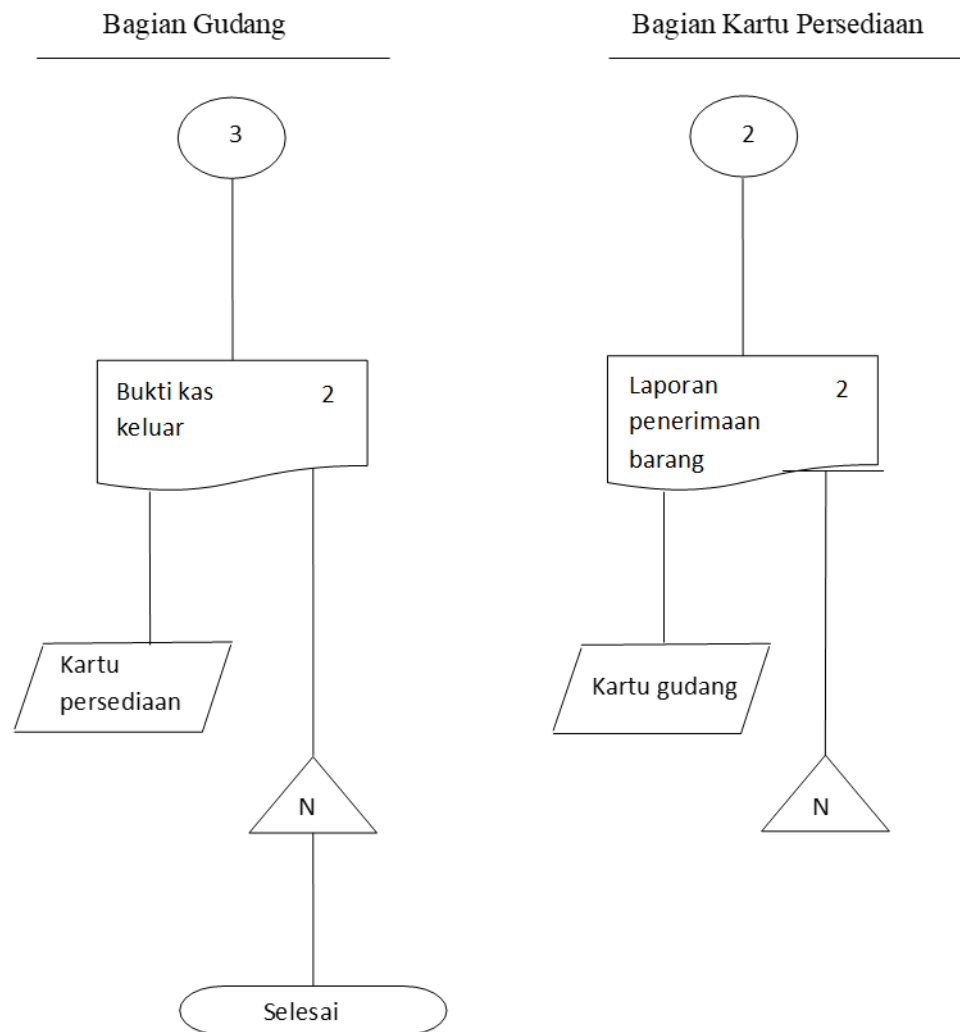 Bagian Gudang
3
Bukti kas
keluar
2
Kartu
persediaan
N
Selesai
Bagian Kartu Persediaan
2
Laporan
penerimaan
barang
2
Kartu gudang
N